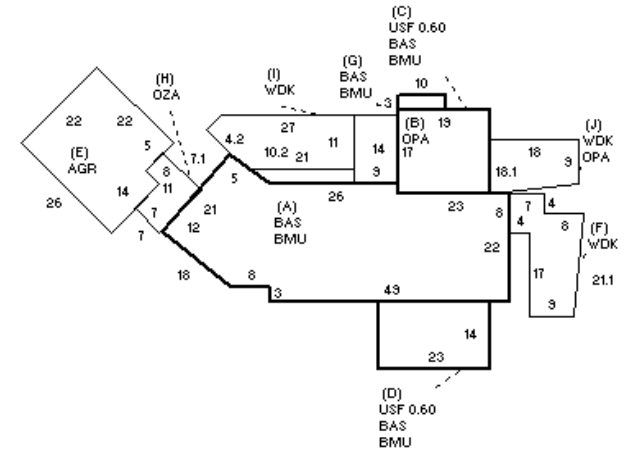 (C)
USF 0.60
BAS
BMU
(G)
BAS
BMU
(H)
OZA
(I)
WDK
10
3
22 22
(E)
AGR
5
8
11
14
26
7
7
7.1
4.2
27
10.2 21
11
14
9
(B)
OPA
19
17
(J)
WDK
OPA
18
9
18.1
5
21
12
26
(A)
BAS
BMU
23
8
22
7
4
4
8
(F)
WDK
17
21.1
9
18
8
3
49
14
23
(D)
USF 0.60
BAS
BMU